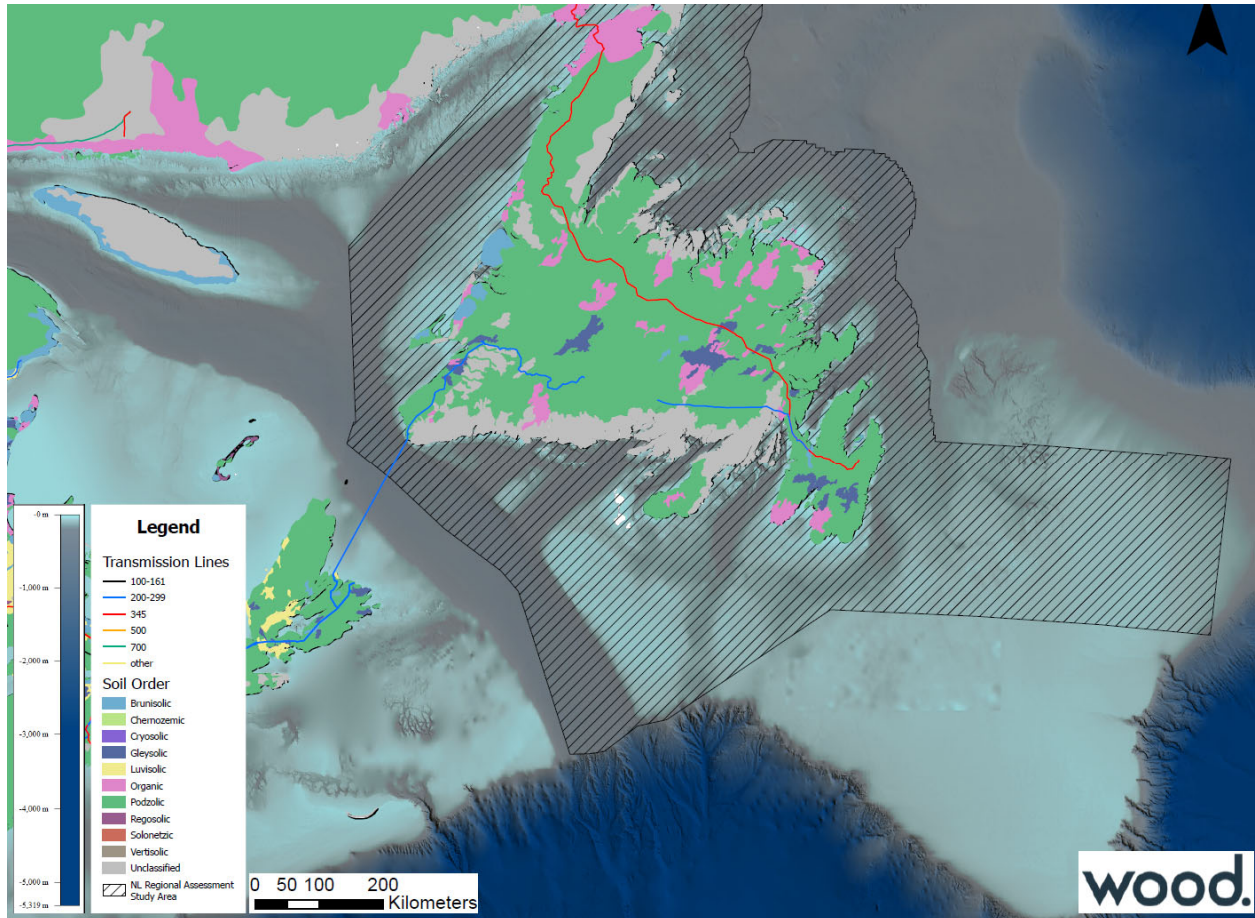 -0 m
-1,000 m
-2,000 m
-3,000 m
-4,000 m
-5,000 m
-5,319 m
Legend
Transmission Lines
100-161
200-299
345
500
700
other
Soil Order
Brunisolic
Chernozemic
Cryosolic
Gleysolic
Luvisolic
Organic
Podzolic
Regosolic
Solonetzic
Vertisolic
Unclassified
NL Regional Assessment
Study Area
0 50 100 200
Kilometers
wood.